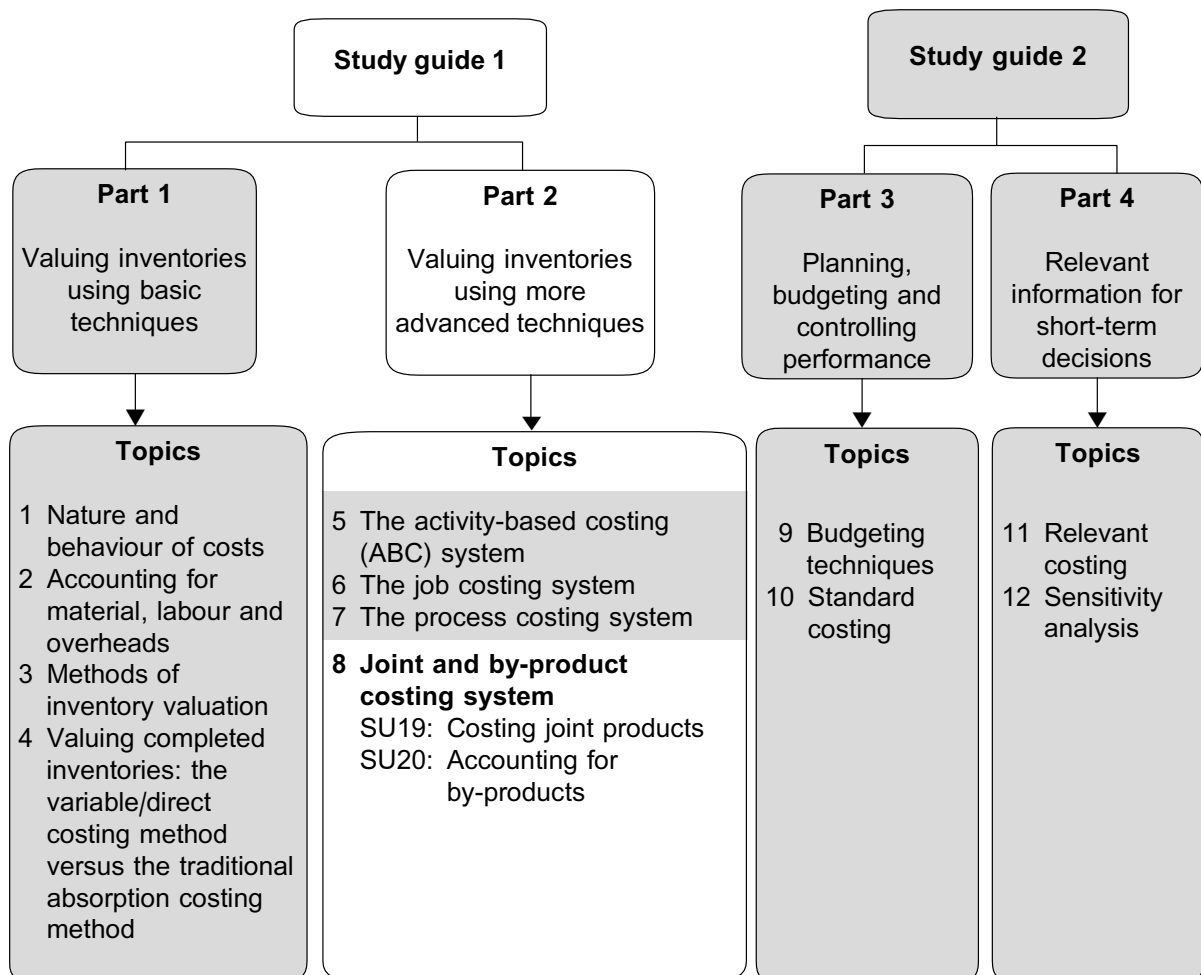 Study guide 1
Study guide 2
Part 1
Valuing inventories
using basic
techniques
Part 2
Valuing inventories
using more
advanced techniques
Part 3
Planning,
budgeting and
controlling
performance
Part 4
Relevant
information for
short-term
decisions
Topics
1 Nature and
behaviour of costs
2 Accounting for
material, labour and
overheads
3 Methods of
inventory valuation
4 Valuing completed
inventories: the
variable/direct
costing method
versus the traditional
absorption costing
method
Topics
5 The activity-based costing
(ABC) system
6 The job costing system
7 The process costing system
8 Joint and by-product
costing system
SU19: Costing joint products
SU20: Accounting for
by-products
Topics
9 Budgeting
techniques
10 Standard
costing
Topics
11 Relevant
costing
12 Sensitivity
analysis